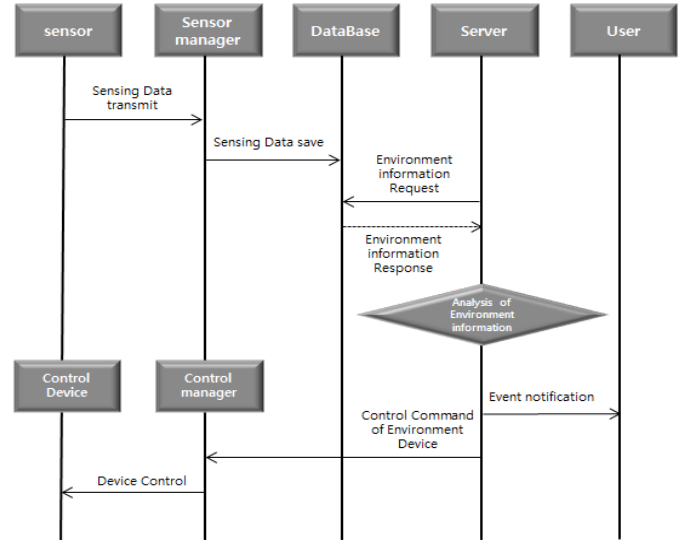 sensor
Sensor
manager
DataBase
Server
User
Sensing Data
transmit
Sensing Data save
Environment
information
Request
Environment
information
Response
Analysis of
Environment
information
Control
Device
Control
manager
Event notification
Control Command
of Environment
Device
Device Control